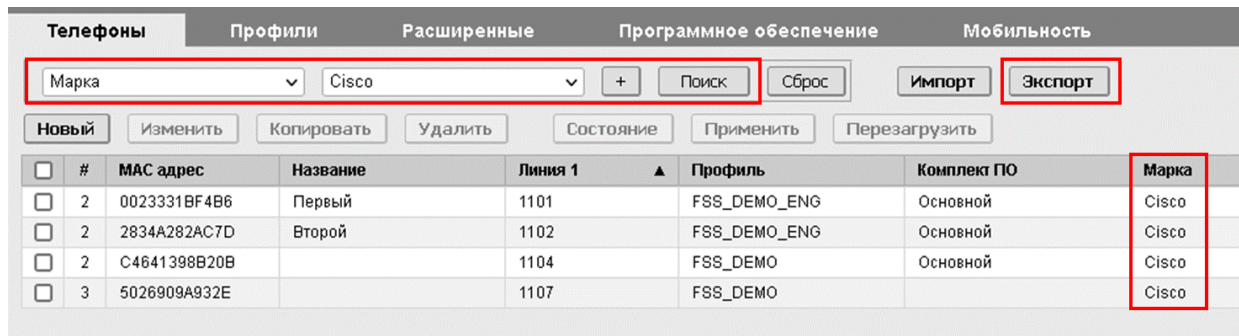 Телефоны Профили Расширенные Программное обеспечение Мобильность
Марка Cisco + Поиск Сброс Импорт Экспорт
Новый Изменить Копировать Удалить Состояние Применить Перезагрузить
# MAC адрес Название Линия 1 ▲ Профиль Комплект ПО Марка
2 0023331BF4B6 Первый 1101 FSS_DEMO_ENG Основной Cisco
2 2834A282AC7D Второй 1102 FSS_DEMO_ENG Основной Cisco
2 C4641398B20B 1104 FSS_DEMO Основной Cisco
3 5026909A932E 1107 FSS_DEMO Cisco